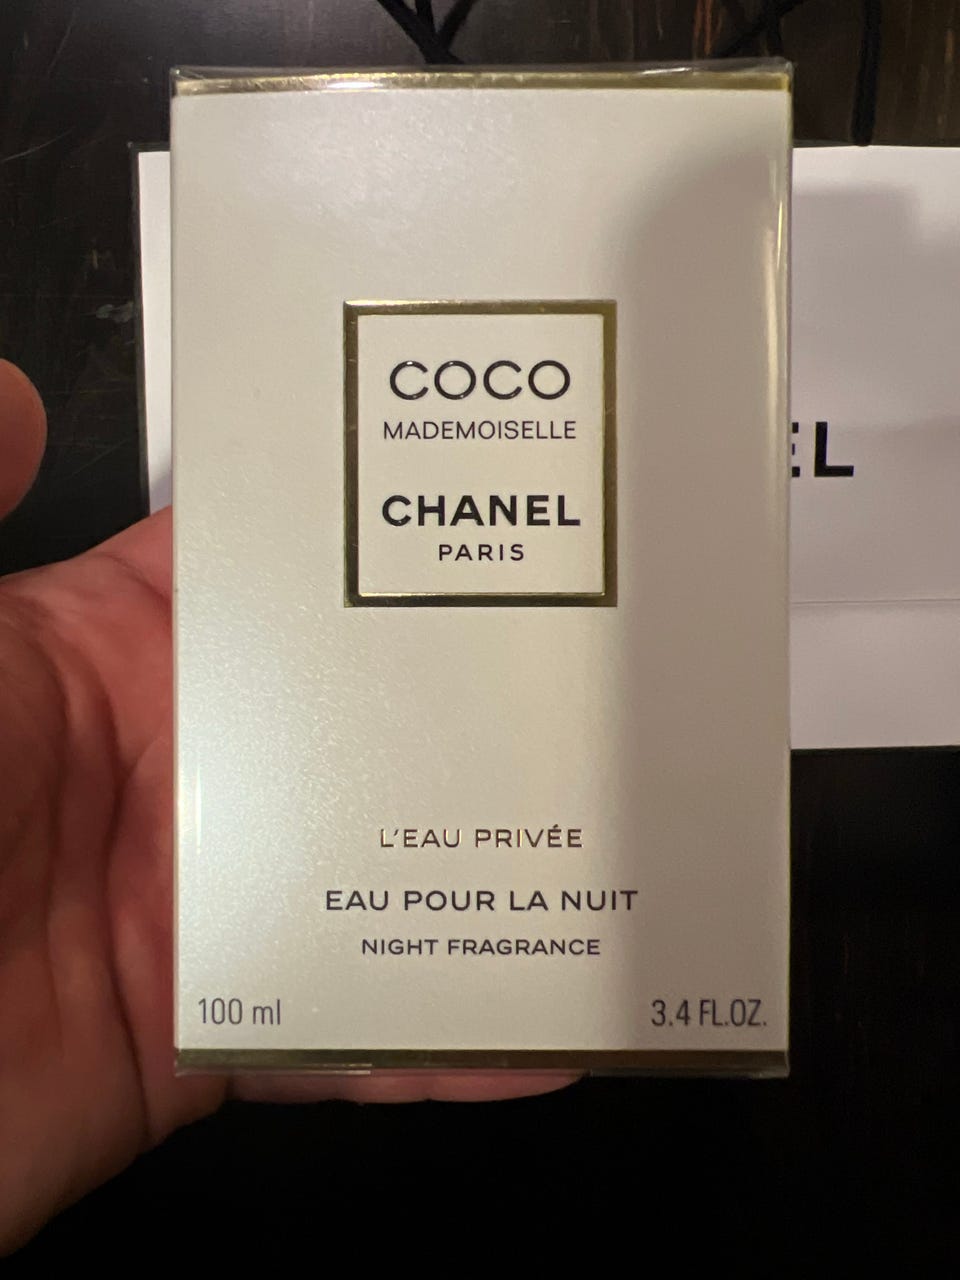 COCO
MADEMOISELLE
CHANEL
PARIS
EL
L'EAU PRIVÉE
EAU POUR LA NUIT
NIGHT FRAGRANCE
100 ml
3.4 FL.OZ.